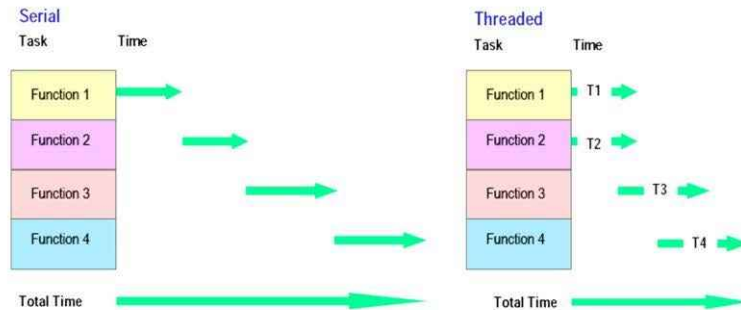 Serial
Task Time
Function 1
Function 2
Function 3
Function 4
Total Time
Threaded
Task Time
Function 1 T1
Function 2 T2
Function 3 T3
Function 4 T4
Total Time